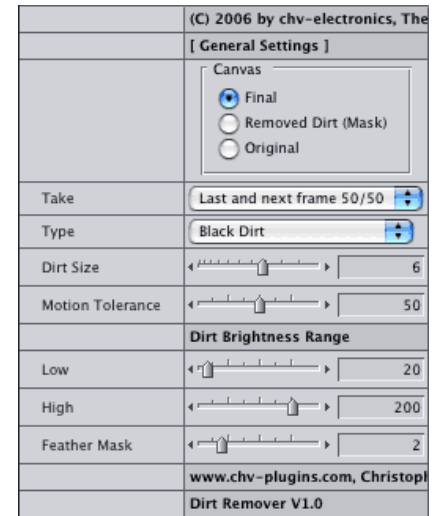 (C) 2006 by chv-electronics, The
[ General Settings ]
Canvas
Final
Removed Dirt (Mask)
Original
Take Last and next frame 50/50
Type Black Dirt
Dirt Size 6
Motion Tolerance 50
Dirt Brightness Range
Low 20
High 200
Feather Mask 2
www.chv-plugins.com, Christoph
Dirt Remover V1.0